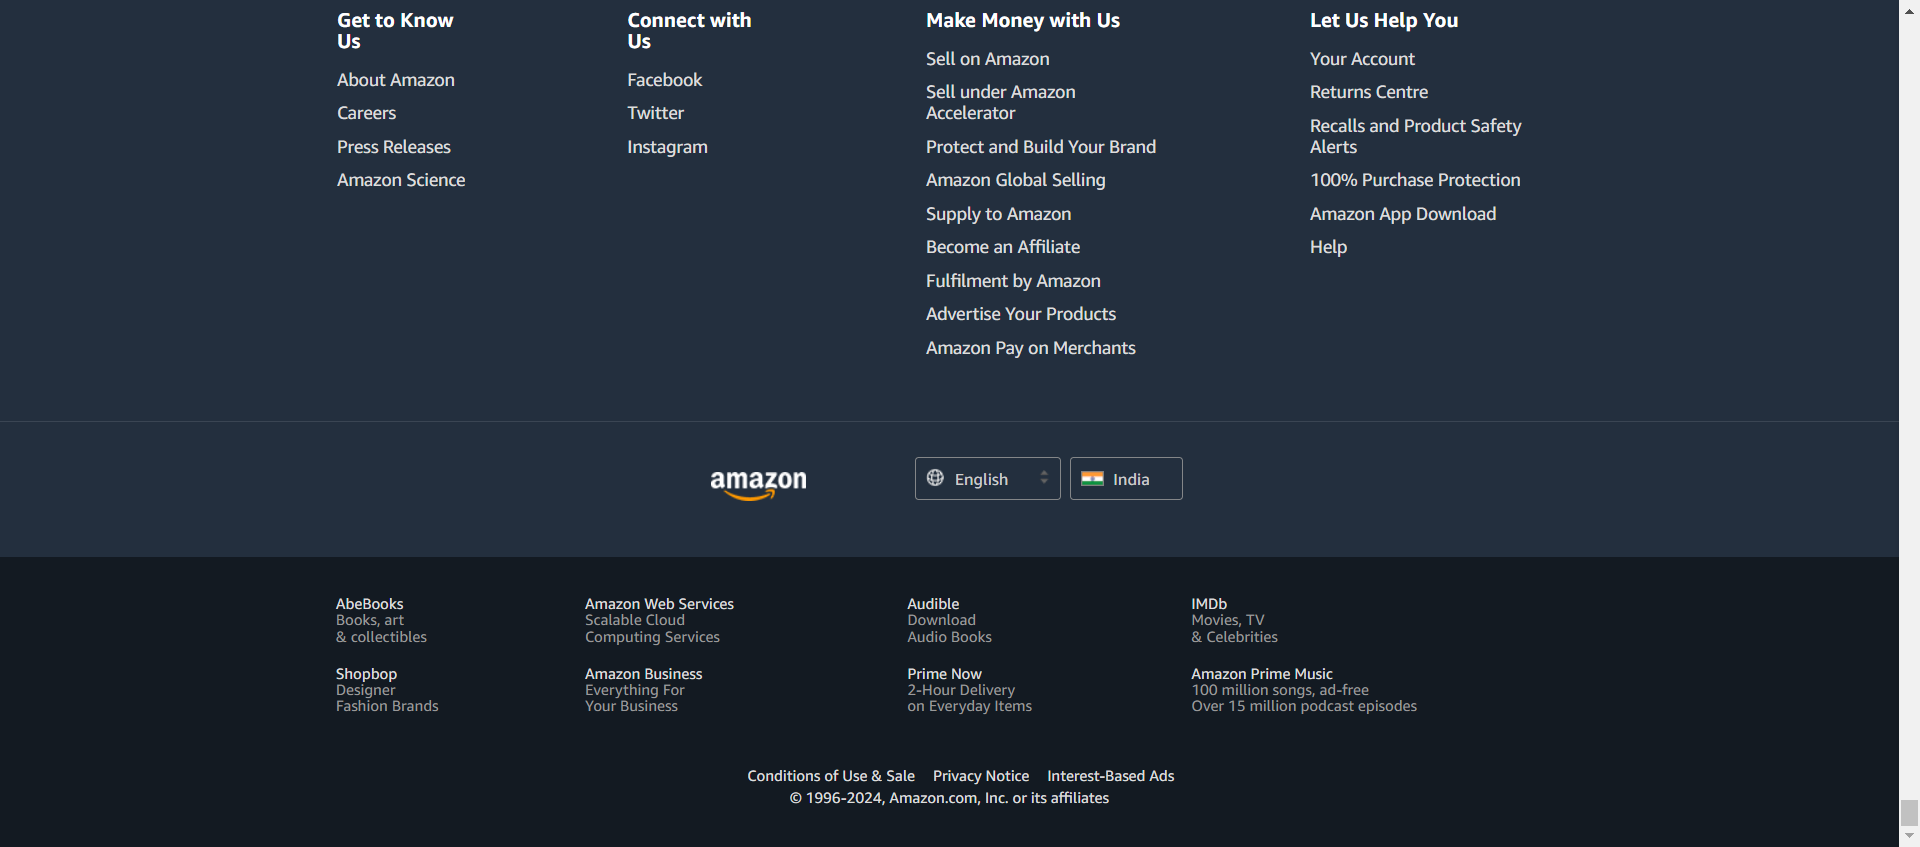 Get to Know
Us
About Amazon
Careers
Press Releases
Amazon Science
Connect with
Us
Facebook
Twitter
Instagram
Make Money with Us
Sell on Amazon
Sell under Amazon
Accelerator
Protect and Build Your Brand
Amazon Global Selling
Supply to Amazon
Become an Affiliate
Fulfilment by Amazon
Advertise Your Products
Amazon Pay on Merchants
Let Us Help You
Your Account
Returns Centre
Recalls and Product Safety
Alerts
100% Purchase Protection
Amazon App Download
Help
amazon
English
India
AbeBooks
Books, art
& collectibles
Amazon Web Services
Scalable Cloud
Computing Services
Audible
Download
Audio Books
IMDb
Movies, TV
& Celebrities
Shopbop
Designer
Fashion Brands
Amazon Business
Everything For
Your Business
Prime Now
2-Hour Delivery
on Everyday Items
Amazon Prime Music
100 million songs, ad-free
Over 15 million podcast episodes
Conditions of Use & Sale Privacy Notice Interest-Based Ads
© 1996-2024, Amazon.com, Inc. or its affiliates